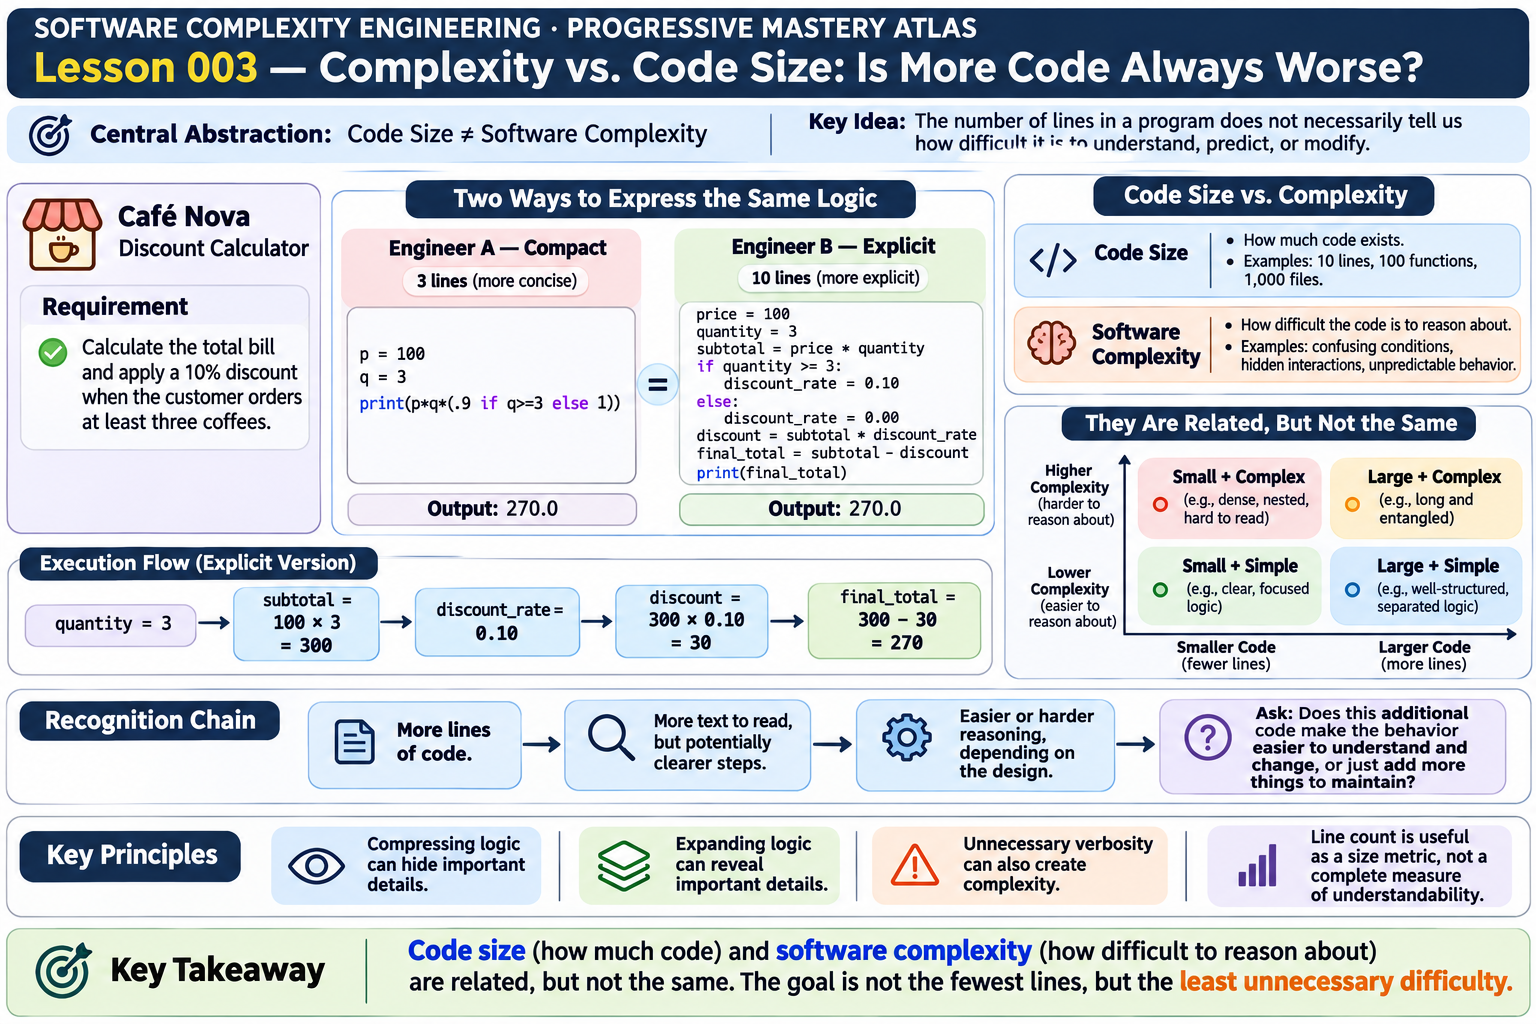 SOFTWARE COMPLEXITY ENGINEERING · PROGRESSIVE MASTERY ATLAS
Lesson 003 — Complexity vs. Code Size: Is More Code Always Worse?
Central Abstraction: Code Size ≠ Software Complexity
Key Idea: The number of lines in a program does not necessarily tell us
how difficult it is to understand, predict, or modify.
Café Nova
Discount Calculator
Requirement
Calculate the total bill
and apply a 10% discount
when the customer orders
at least three coffees.
Two Ways to Express the Same Logic
Engineer A — Compact
3 lines (more concise)
p = 100
q = 3
print(p*q*(.9 if q>=3 else 1))
Output: 270.0
=
Engineer B — Explicit
10 lines (more explicit)
price = 100
quantity = 3
subtotal = price * quantity
if quantity >= 3:
discount_rate = 0.10
else:
discount_rate = 0.00
discount = subtotal * discount_rate
final_total = subtotal - discount
print(final_total)
Output: 270.0
Code Size vs. Complexity
</> Code Size
• How much code exists.
• Examples: 10 lines, 100 functions,
1,000 files.
Software
Complexity
• How difficult the code is to reason about.
• Examples: confusing conditions,
hidden interactions, unpredictable behavior.
They Are Related, But Not the Same
Higher
Complexity
(harder to
reason about)
Small + Complex
(e.g., dense, nested,
hard to read)
Large + Complex
(e.g., long and
entangled)
Lower
Complexity
(easier to
reason about)
Small + Simple
(e.g., clear, focused
logic)
Large + Simple
(e.g., well-structured,
separated logic)
Smaller Code
(fewer lines)
Larger Code
(more lines)
Execution Flow (Explicit Version)
quantity = 3
subtotal =
100 × 3
= 300
discount_rate =
0.10
discount =
300 × 0.10
= 30
final_total =
300 − 30
= 270
Recognition Chain
More lines
of code.
More text to read,
but potentially
clearer steps.
Easier or harder
reasoning,
depending on
the design.
?
Ask: Does this additional
code make the behavior
easier to understand and
change, or just add more
things to maintain?
Key Principles
Compressing logic
can hide important
details.
Expanding logic
can reveal
important details.
Unnecessary verbosity
can also create
complexity.
Line count is useful
as a size metric, not a
complete measure
of understandability.
Key Takeaway
Code size (how much code) and software complexity (how difficult to reason about)
are related, but not the same. The goal is not the fewest lines, but the least unnecessary difficulty.